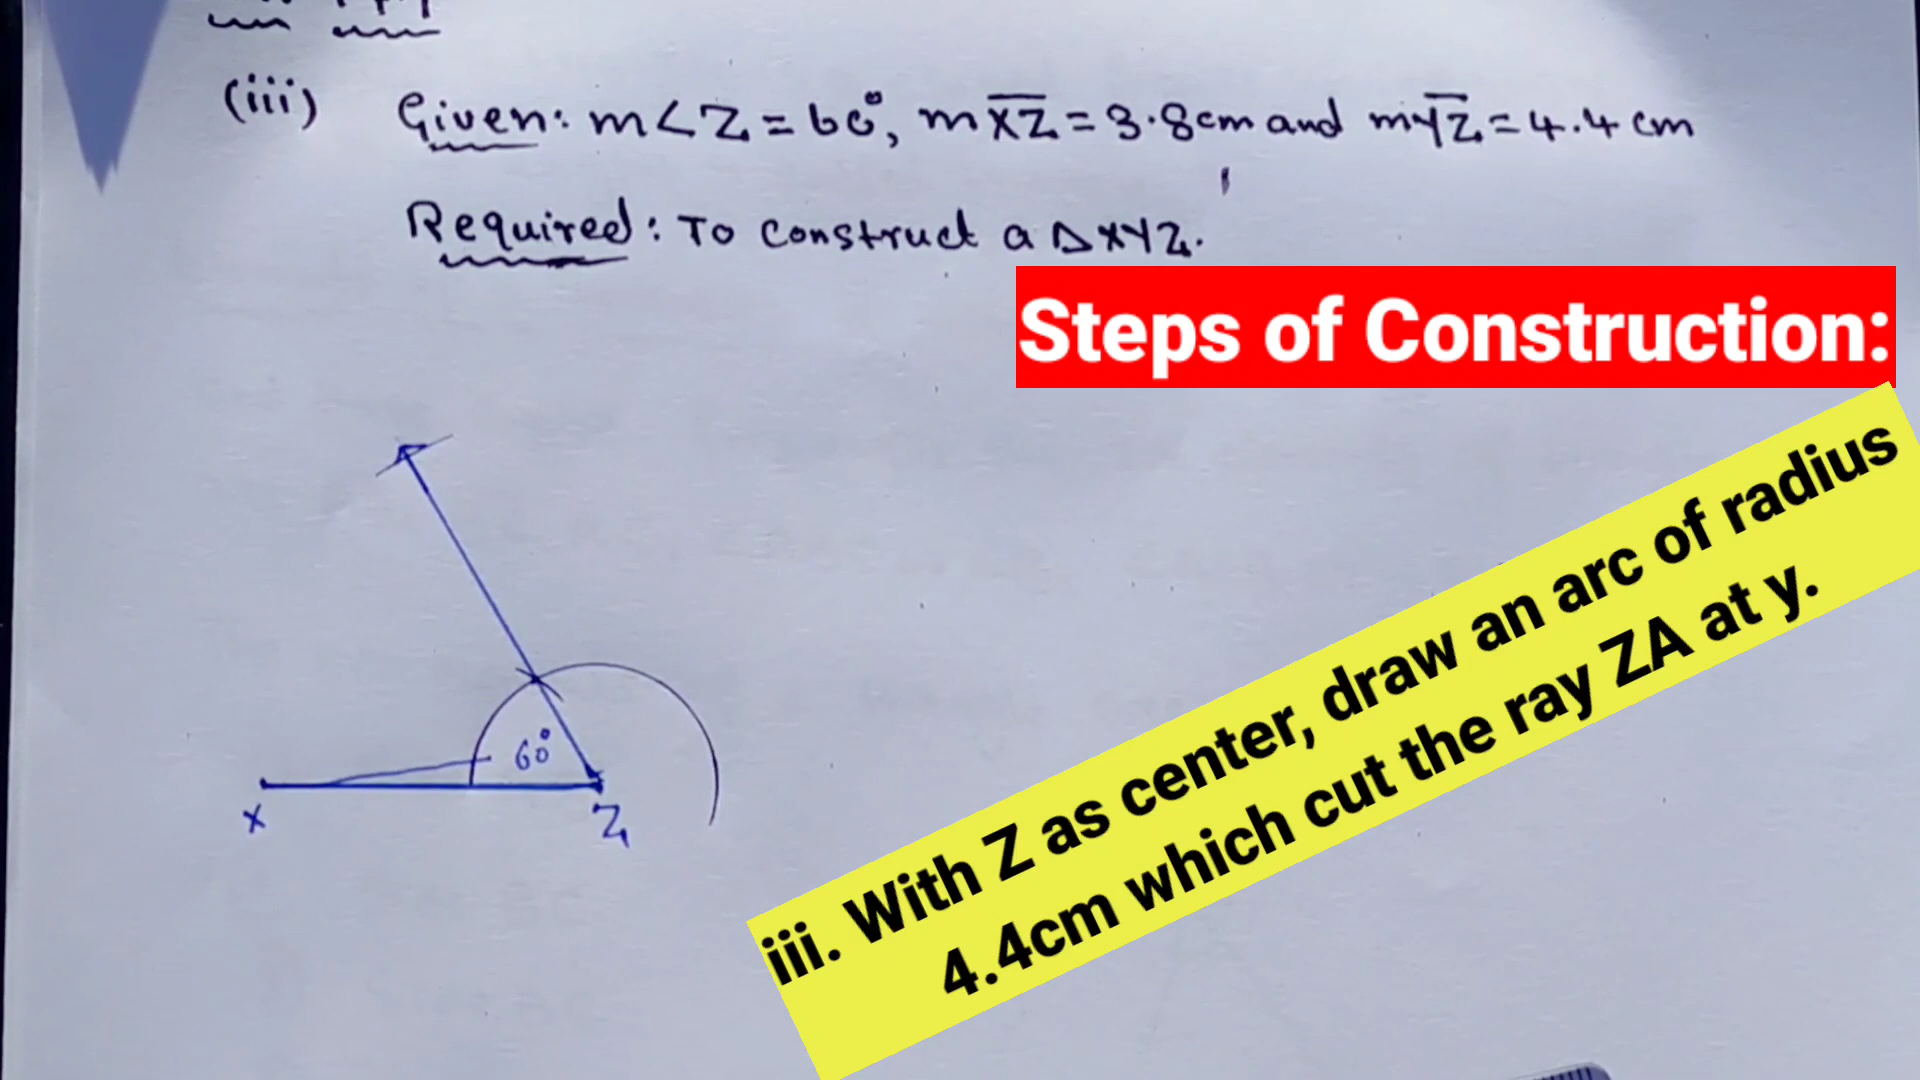 (iii) Given: m<Z = 60°, mXZ = 3.8cm and mYZ = 4.4 cm
Required: To construct a △XYZ.
Steps of Construction:
iii. With Z as center, draw an arc of radius
4.4cm which cut the ray ZA at y.
60°
X
Z